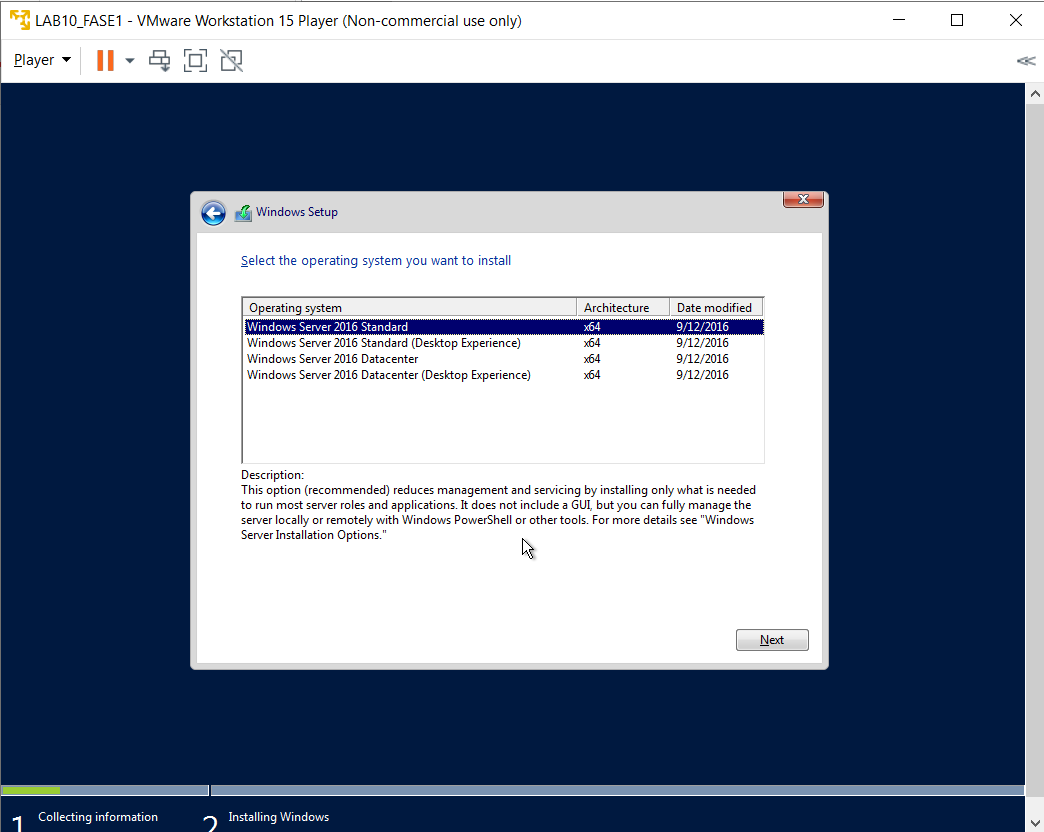 LAB10_FASE1 - VMware Workstation 15 Player (Non-commercial use only)
Player
Windows Setup
Select the operating system you want to install
Operating system Architecture Date modified
Windows Server 2016 Standard x64 9/12/2016
Windows Server 2016 Standard (Desktop Experience) x64 9/12/2016
Windows Server 2016 Datacenter x64 9/12/2016
Windows Server 2016 Datacenter (Desktop Experience) x64 9/12/2016
Description:
This option (recommended) reduces management and servicing by installing only what is needed
to run most server roles and applications. It does not include a GUI, but you can fully manage the
server locally or remotely with Windows PowerShell or other tools. For more details see "Windows
Server Installation Options."
Next
1 Collecting information 2 Installing Windows